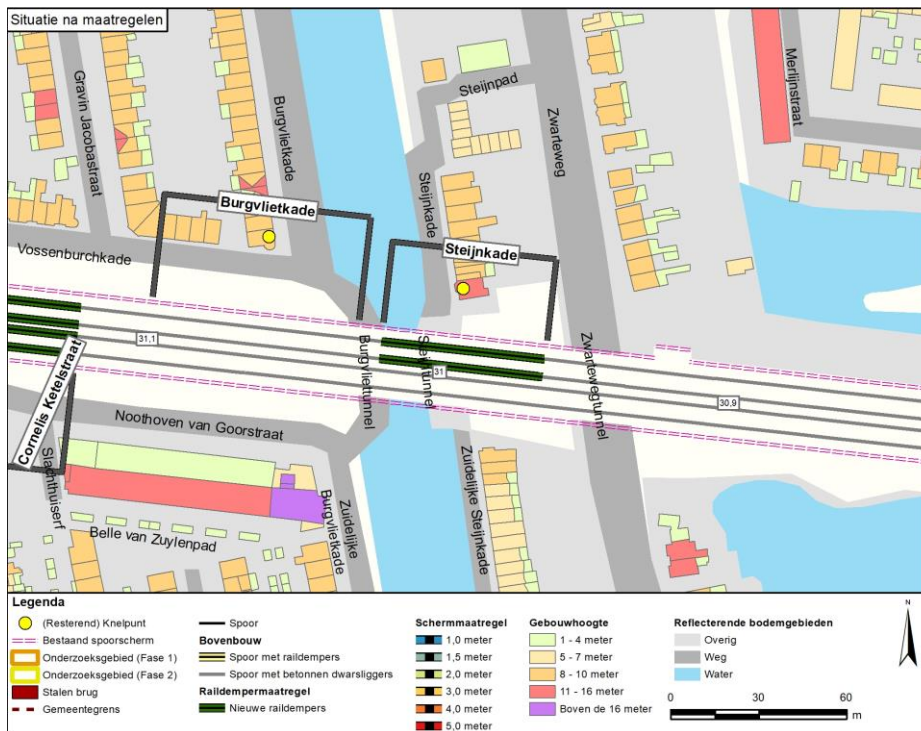 Situatie na maatregelen
Gravin Jacobastraat
Burgvlietkade
Steijnpad
Zwarteweg
Merlijnstraat
Steijnkade
Burgvlietkade
Steijnkade
Vossenburchkade
31,1
31
30,9
Burgvliettunnel
Steijntunnel
Zwartewegtunnel
Cornelis Ketelstraat
Noothoven van Goorstraat
Slachthuiserf
Belle van Zuylenpad
Zuidelijke
Burgvlietkade
Zuidelijke Steijnkade
Legenda
(Resterend) Knelpunt
Bestaand spoorscherm
Onderzoeksgebied (Fase 1)
Onderzoeksgebied (Fase 2)
Stalen brug
Gemeentegrens
Spoor
Bovenbouw
Spoor met raildempers
Spoor met betonnen dwarsliggers
Raildempermaatregel
Nieuwe raildempers
Schermmaatregel
1,0 meter
1,5 meter
2,0 meter
3,0 meter
4,0 meter
5,0 meter
Gebouwhoogte
1 - 4 meter
5 - 7 meter
8 - 10 meter
11 - 16 meter
Boven de 16 meter
Reflecterende bodemgebieden
Overig
Weg
Water
N
0 30 60
m